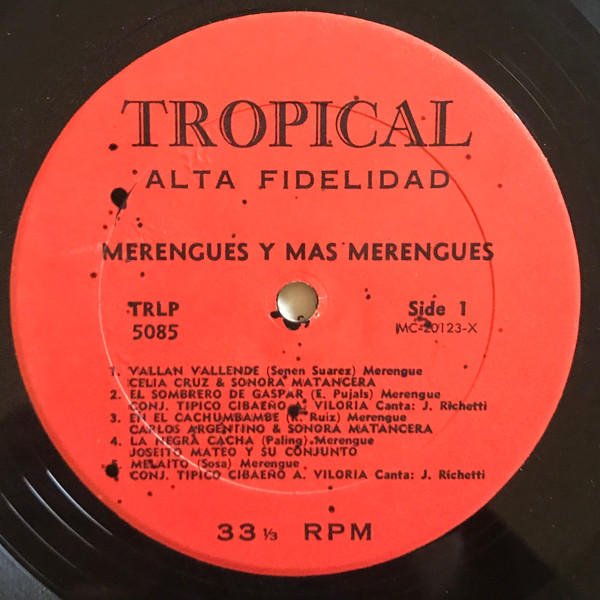 TROPICAL
ALTA FIDELIDAD
MERENGUES Y MAS MERENGUES
TRLP Side 1
5085 MC-20123-X
1. VALLAN VALLENDE (Senen Suarez) Merengue
CELIA CRUZ & SONORA MATANCERA
2. EL SOMBRERO DE GASPAR (E. Pujals) Merengue
CONJ. TIPICO CIBAEÑO A. VILORIA Canta: J. Richetti
3. EN EL CACHUMBAMBE (R. Ruiz) Merengue
CARLOS ARGENTINO & SONORA MATANCERA
4. LA NEGRA CACHA (Paling) Merengue
JOSEITO MATEO Y SU CONJUNTO
5. MELAITO (Sosa) Merengue
CONJ. TIPICO CIBAEÑO A. VILORIA Canta: J. Richetti
33 ⅓ RPM